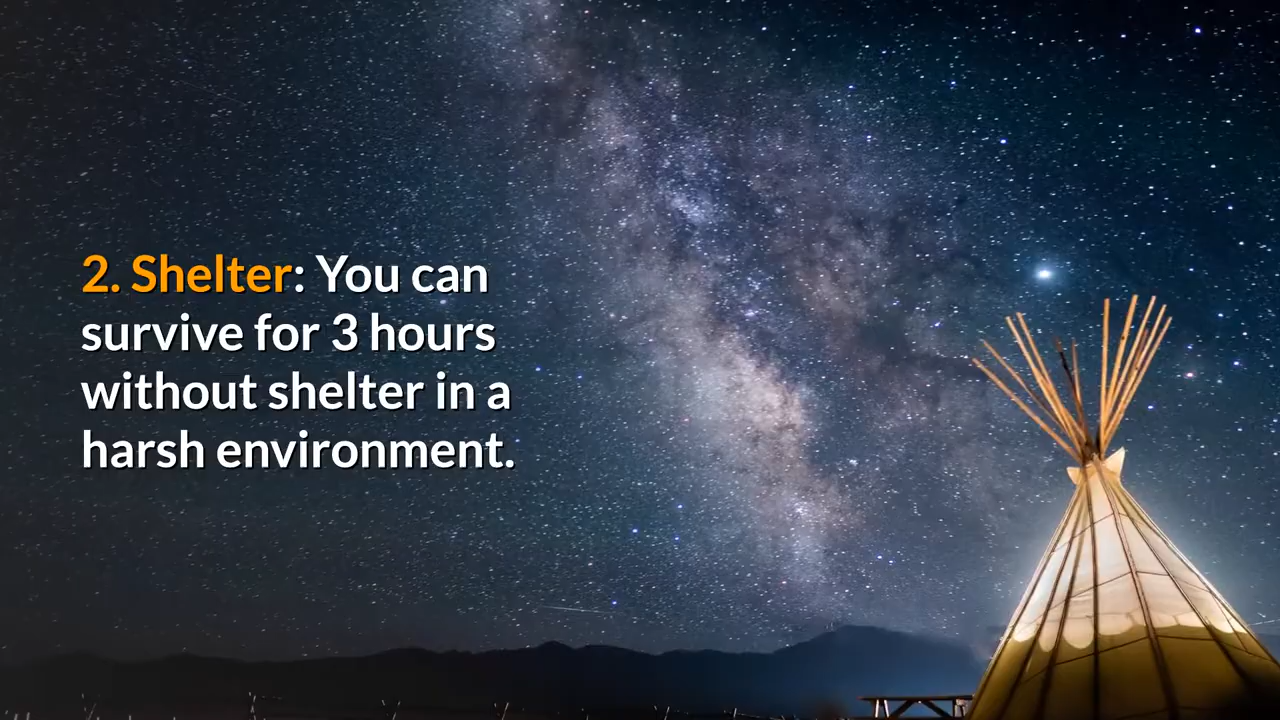 2. Shelter: You can
survive for 3 hours
without shelter in a
harsh environment.